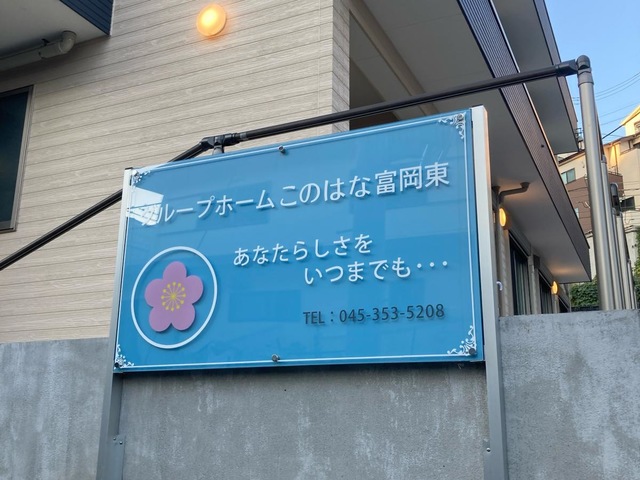 グループホームこのはな富岡東
あなたらしさを
いつまでも・・・
TEL：045-353-5208